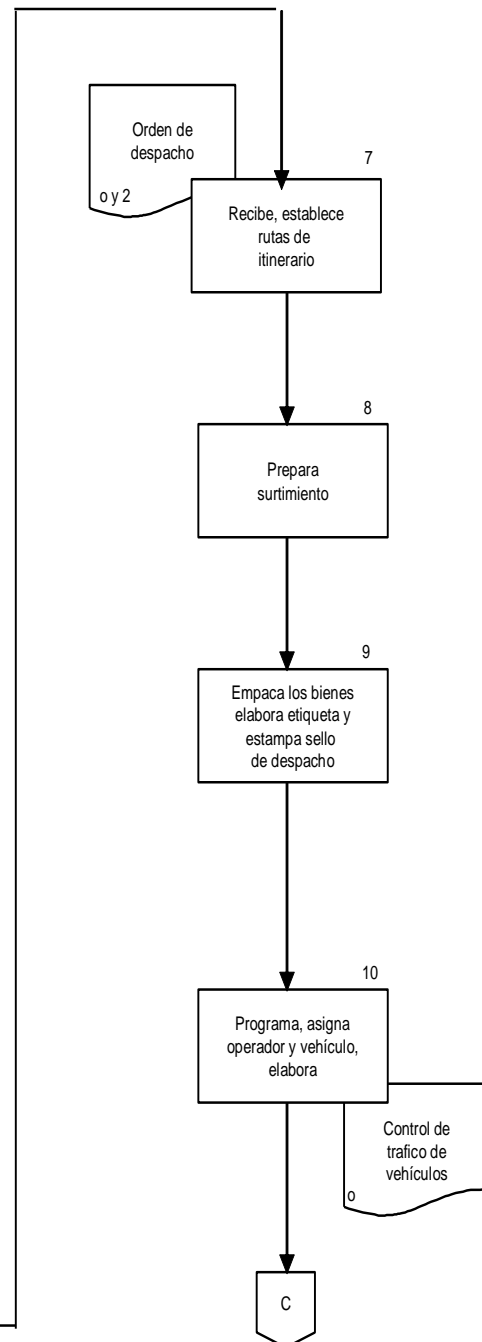 Orden de
despacho
o y 2
7
Recibe, establece
rutas de
itinerario
8
Prepara
surtimiento
9
Empaca los bienes
elabora etiqueta y
estampa sello
de despacho
10
Programa, asigna
operador y vehículo,
elabora
Control de
trafico de
vehículos
o
C